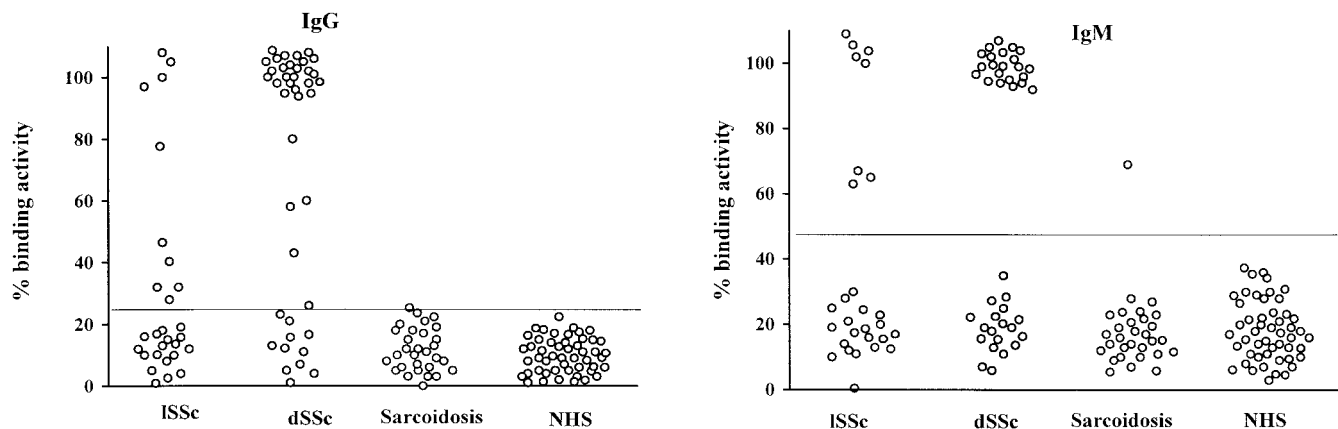 IgG
% binding activity
100
80
60
40
20
0
lSSc
dSSc
Sarcoidosis
NHS
IgM
% binding activity
100
80
60
40
20
0
lSSc
dSSc
Sarcoidosis
NHS